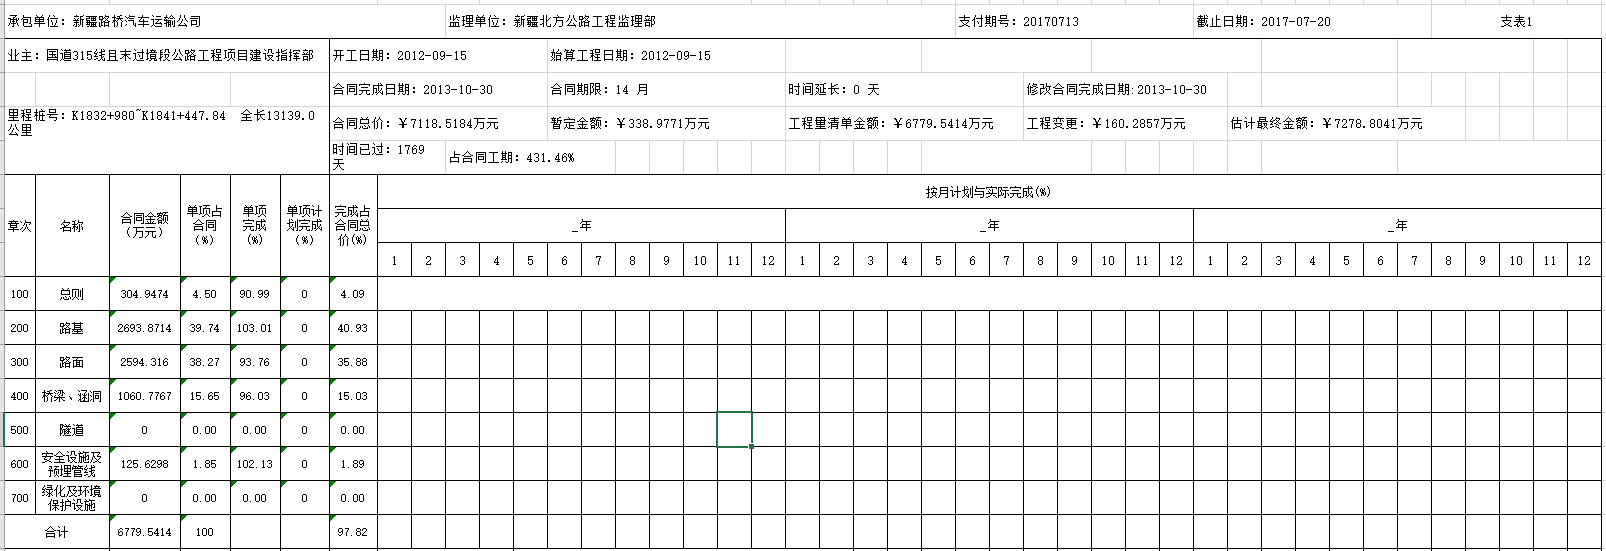 承包单位：新疆路桥汽车运输公司 监理单位：新疆北方公路工程监理部 支付期号：20170713 截止日期：2017-07-20 支表1
业主：国道315线且末过境段公路工程项目建设指挥部 开工日期：2012-09-15 始算工程日期：2012-09-15
合同完成日期：2013-10-30 合同期限：14 月 时间延长：0 天 修改合同完成日期:2013-10-30
里程桩号：K1832+980~K1841+447.84 全长13139.0
公里
合同总价：￥7118.5184万元 暂定金额：￥338.9771万元 工程量清单金额：￥6779.5414万元 工程变更：￥160.2857万元 估计最终金额：￥7278.8041万元
时间已过：1769
天
占合同工期：431.46%
章次 名称 合同金额
（万元）
单项占
合同
（%）
单项
完成
(%)
单项计
划完成
（%）
完成占
合同总
价(%)
按月计划与实际完成(%)
_年 _年 _年
1 2 3 4 5 6 7 8 9 10 11 12 1 2 3 4 5 6 7 8 9 10 11 12 1 2 3 4 5 6 7 8 9 10 11 12
100 总则 304.9474 4.50 90.99 0 4.09
200 路基 2693.8714 39.74 103.01 0 40.93
300 路面 2594.316 38.27 93.76 0 35.88
400 桥梁、涵洞 1060.7767 15.65 96.03 0 15.03
500 隧道 0 0.00 0.00 0 0.00
600 安全设施及
预埋管线
125.6298 1.85 102.13 0 1.89
700 绿化及环境
保护设施
0 0.00 0.00 0 0.00
合计 6779.5414 100 97.82